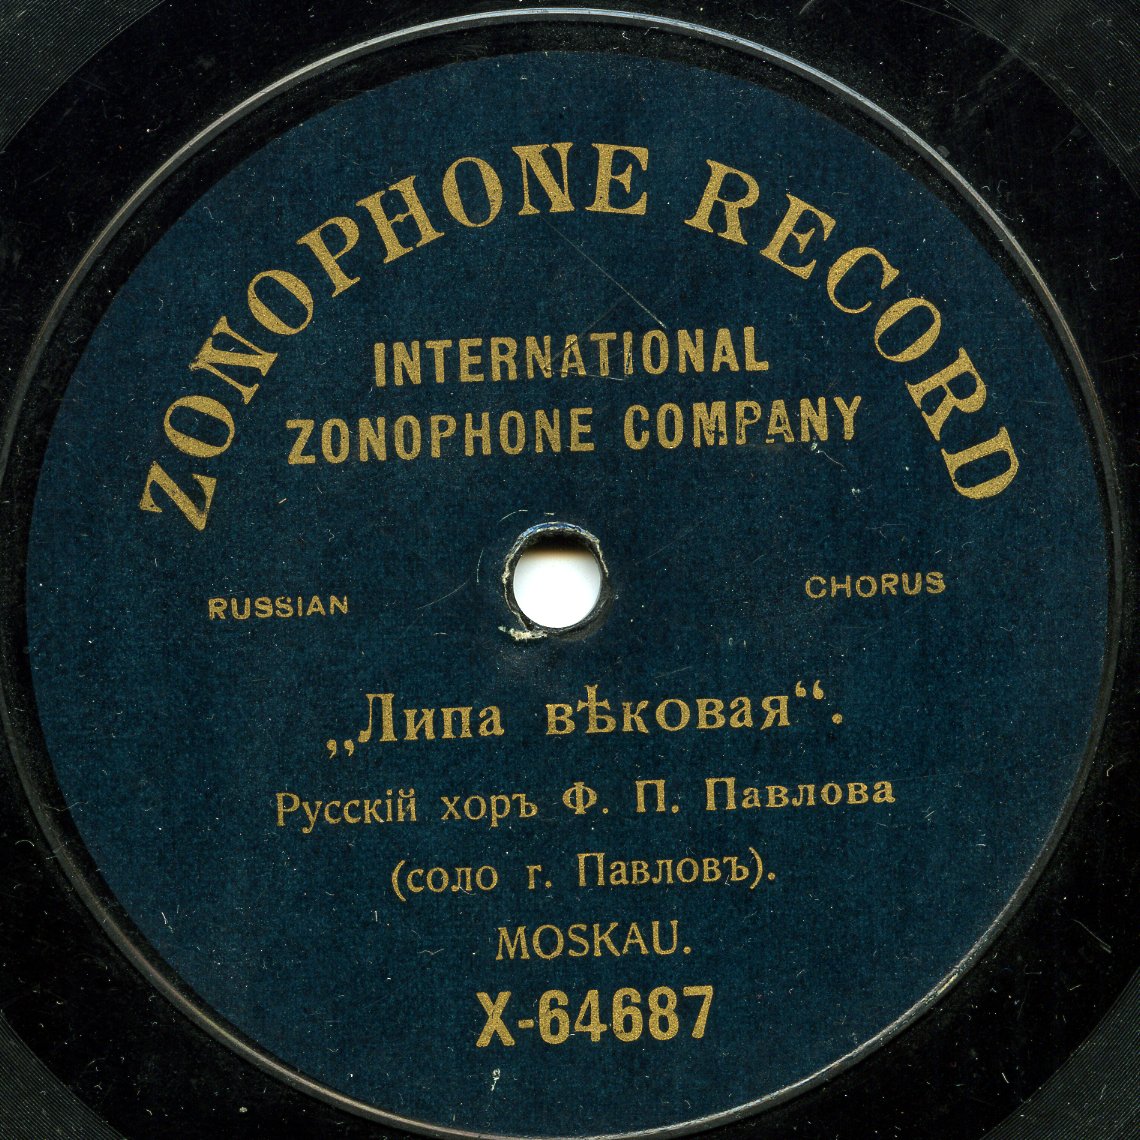 ZONOPHONE RECORD
INTERNATIONAL
ZONOPHONE COMPANY
RUSSIAN CHORUS
„Липа вѣковая“.
Русскій хоръ Ф. П. Павлова
(соло г. Павловъ).
MOSKAU.
X-64687